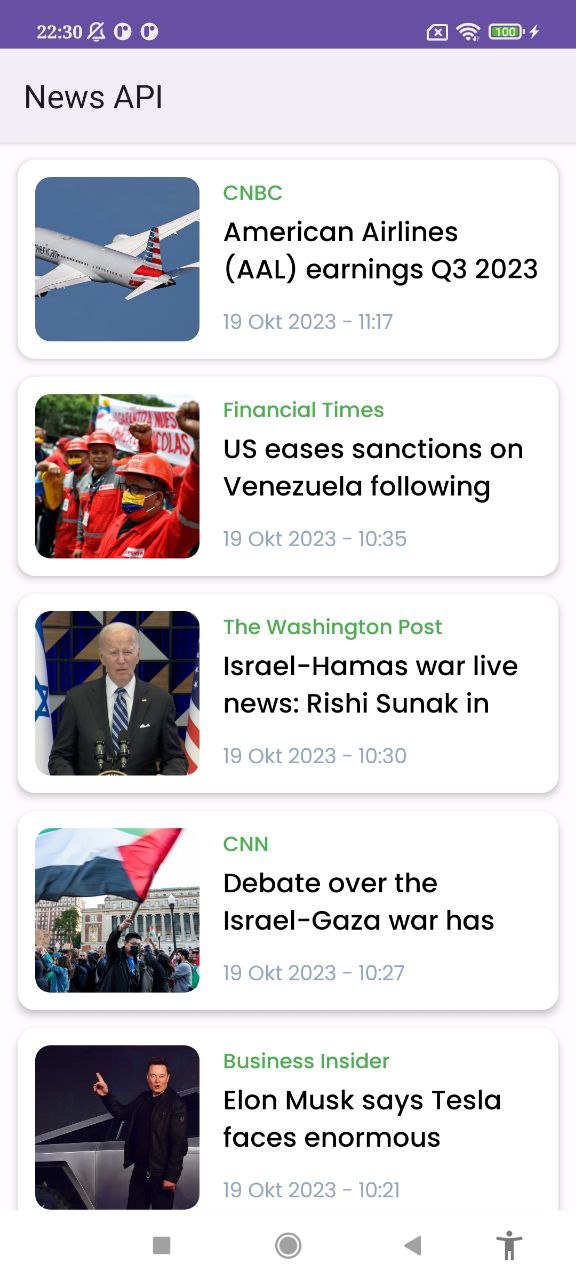 22:30
100
News API
CNBC
American Airlines
(AAL) earnings Q3 2023
19 Okt 2023 - 11:17
Financial Times
US eases sanctions on
Venezuela following
19 Okt 2023 - 10:35
The Washington Post
Israel-Hamas war live
news: Rishi Sunak in
19 Okt 2023 - 10:30
CNN
Debate over the
Israel-Gaza war has
19 Okt 2023 - 10:27
Business Insider
Elon Musk says Tesla
faces enormous
19 Okt 2023 - 10:21